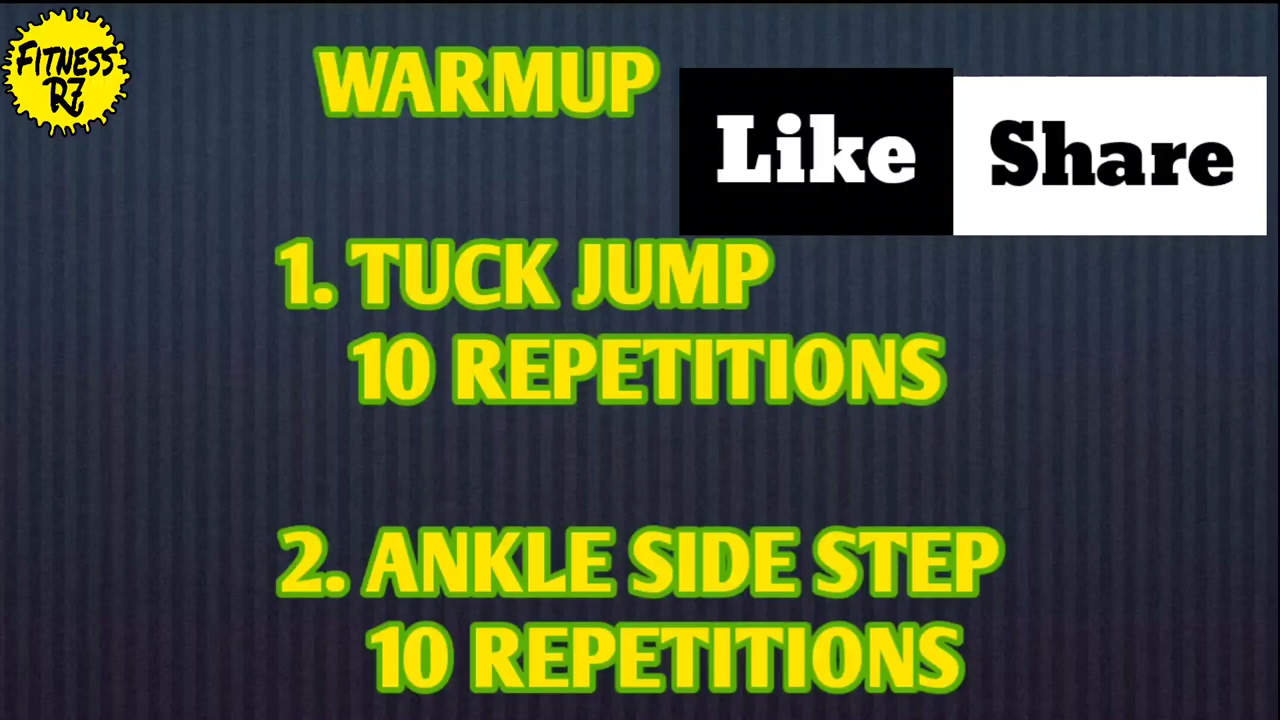 FITNESS
RZ
WARMUP
Like
Share
1. TUCK JUMP
10 REPETITIONS
2. ANKLE SIDE STEP
10 REPETITIONS